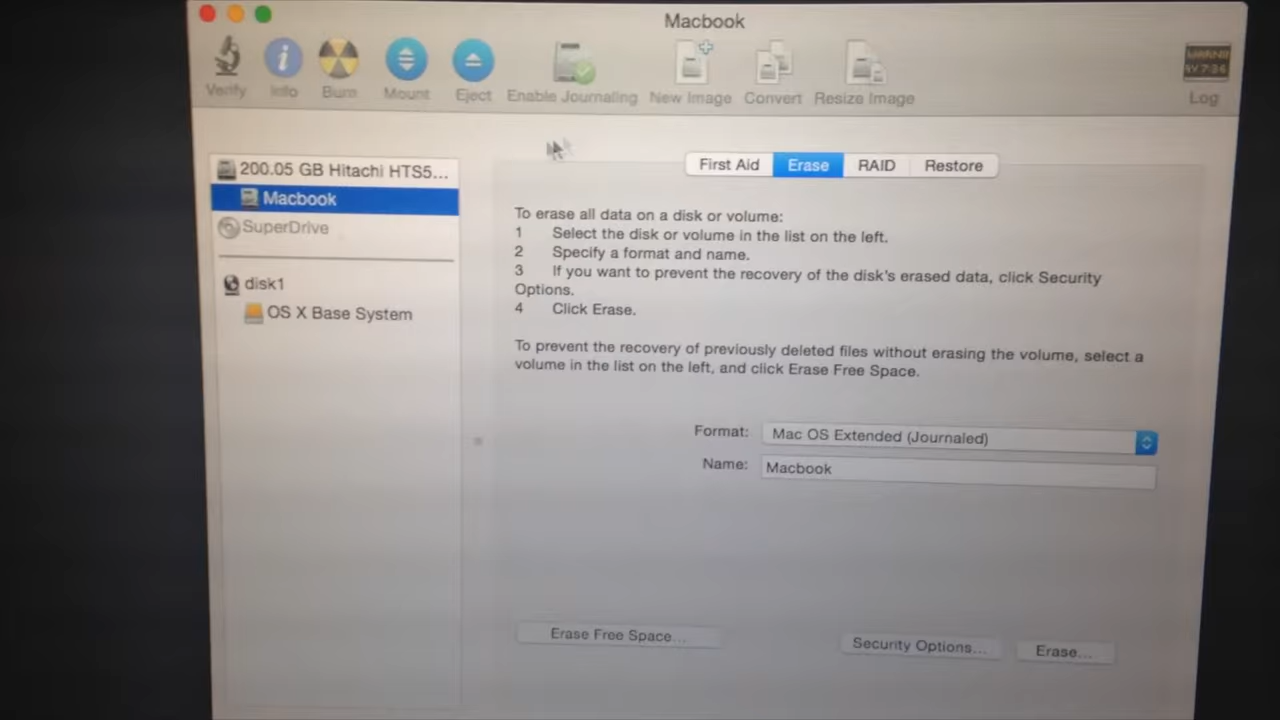 Macbook
Verify Info Burn Mount Eject Enable Journaling New Image Convert Resize Image Log
WARNIN
First Aid Erase RAID Restore
200.05 GB Hitachi HTS5...
Macbook
SuperDrive
disk1
OS X Base System
To erase all data on a disk or volume:
1 Select the disk or volume in the list on the left.
2 Specify a format and name.
3 If you want to prevent the recovery of the disk's erased data, click Security
Options.
4 Click Erase.
To prevent the recovery of previously deleted files without erasing the volume, select a
volume in the list on the left, and click Erase Free Space.
Format: Mac OS Extended (Journaled)
Name: Macbook
Erase Free Space... Security Options... Erase...